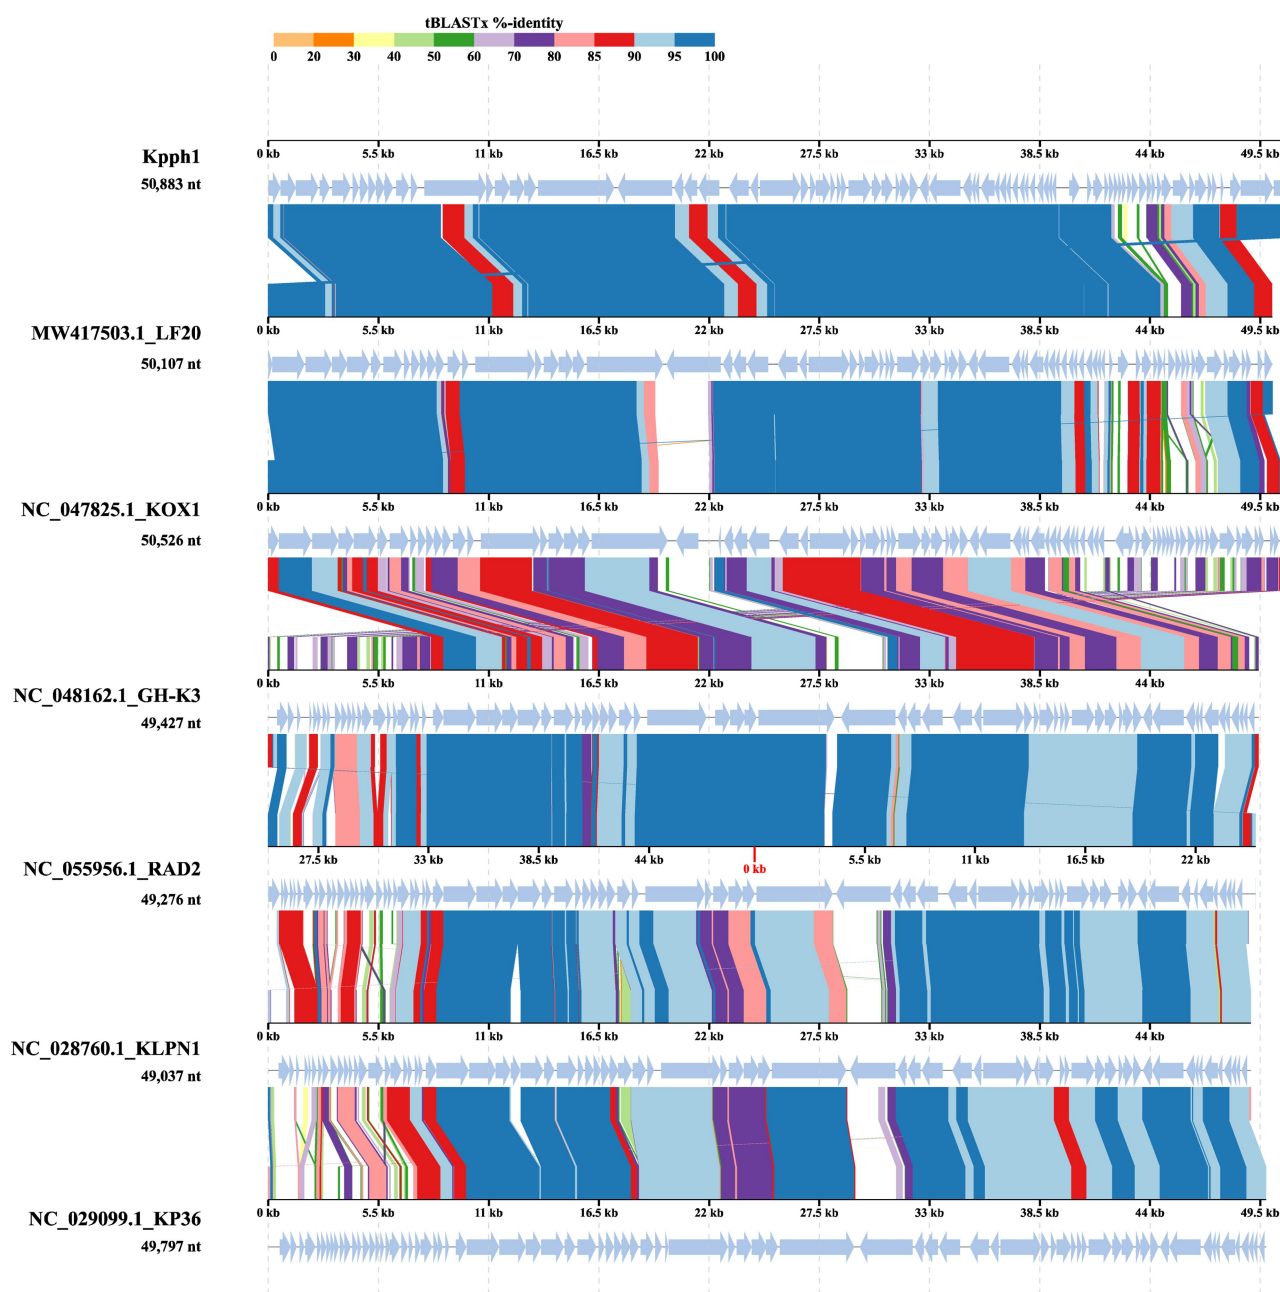 tBLASTx %-identity
0 20 30 40 50 60 70 80 85 90 95 100
Kpph1
0 kb 5.5 kb 11 kb 16.5 kb 22 kb 27.5 kb 33 kb 38.5 kb 44 kb 49.5 kb
50,883 nt
MW417503.1_LF20
0 kb 5.5 kb 11 kb 16.5 kb 22 kb 27.5 kb 33 kb 38.5 kb 44 kb 49.5 kb
50,107 nt
NC_047825.1_KOX1
0 kb 5.5 kb 11 kb 16.5 kb 22 kb 27.5 kb 33 kb 38.5 kb 44 kb 49.5 kb
50,526 nt
NC_048162.1_GH-K3
0 kb 5.5 kb 11 kb 16.5 kb 22 kb 27.5 kb 33 kb 38.5 kb 44 kb
49,427 nt
NC_055956.1_RAD2
27.5 kb 33 kb 38.5 kb 44 kb 0 kb 5.5 kb 11 kb 16.5 kb 22 kb
49,276 nt
NC_028760.1_KLPN1
0 kb 5.5 kb 11 kb 16.5 kb 22 kb 27.5 kb 33 kb 38.5 kb 44 kb
49,037 nt
NC_029099.1_KP36
0 kb 5.5 kb 11 kb 16.5 kb 22 kb 27.5 kb 33 kb 38.5 kb 44 kb 49.5 kb
49,797 nt